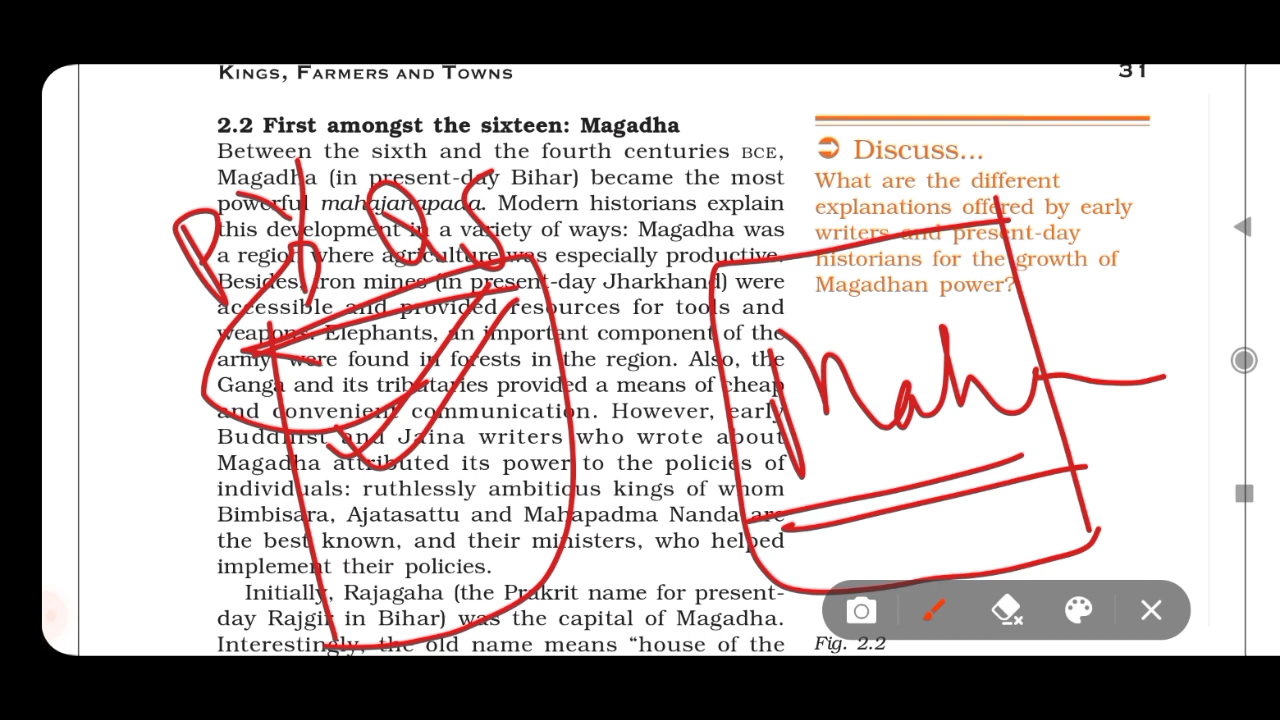 KINGS, FARMERS AND TOWNS
31
2.2 First amongst the sixteen: Magadha
Between the sixth and the fourth centuries BCE,
Magadha (in present-day Bihar) became the most
powerful mahajanapada. Modern historians explain
this development in a variety of ways: Magadha was
a region where agriculture was especially productive.
Besides, iron mines (in present-day Jharkhand) were
accessible and provided resources for tools and
weapons. Elephants, an important component of the
army, were found in forests in the region. Also, the
Ganga and its tributaries provided a means of cheap
and convenient communication. However, early
Buddhist and Jaina writers who wrote about
Magadha attributed its power to the policies of
individuals: ruthlessly ambitious kings of whom
Bimbisara, Ajatasattu and Mahapadma Nanda are
the best known, and their ministers, who helped
implement their policies.
Initially, Rajagaha (the Prakrit name for present-
day Rajgir in Bihar) was the capital of Magadha.
Interestingly, the old name means “house of the
Discuss...
What are the different
explanations offered by early
writers and present-day
historians for the growth of
Magadhan power?
Fig. 2.2